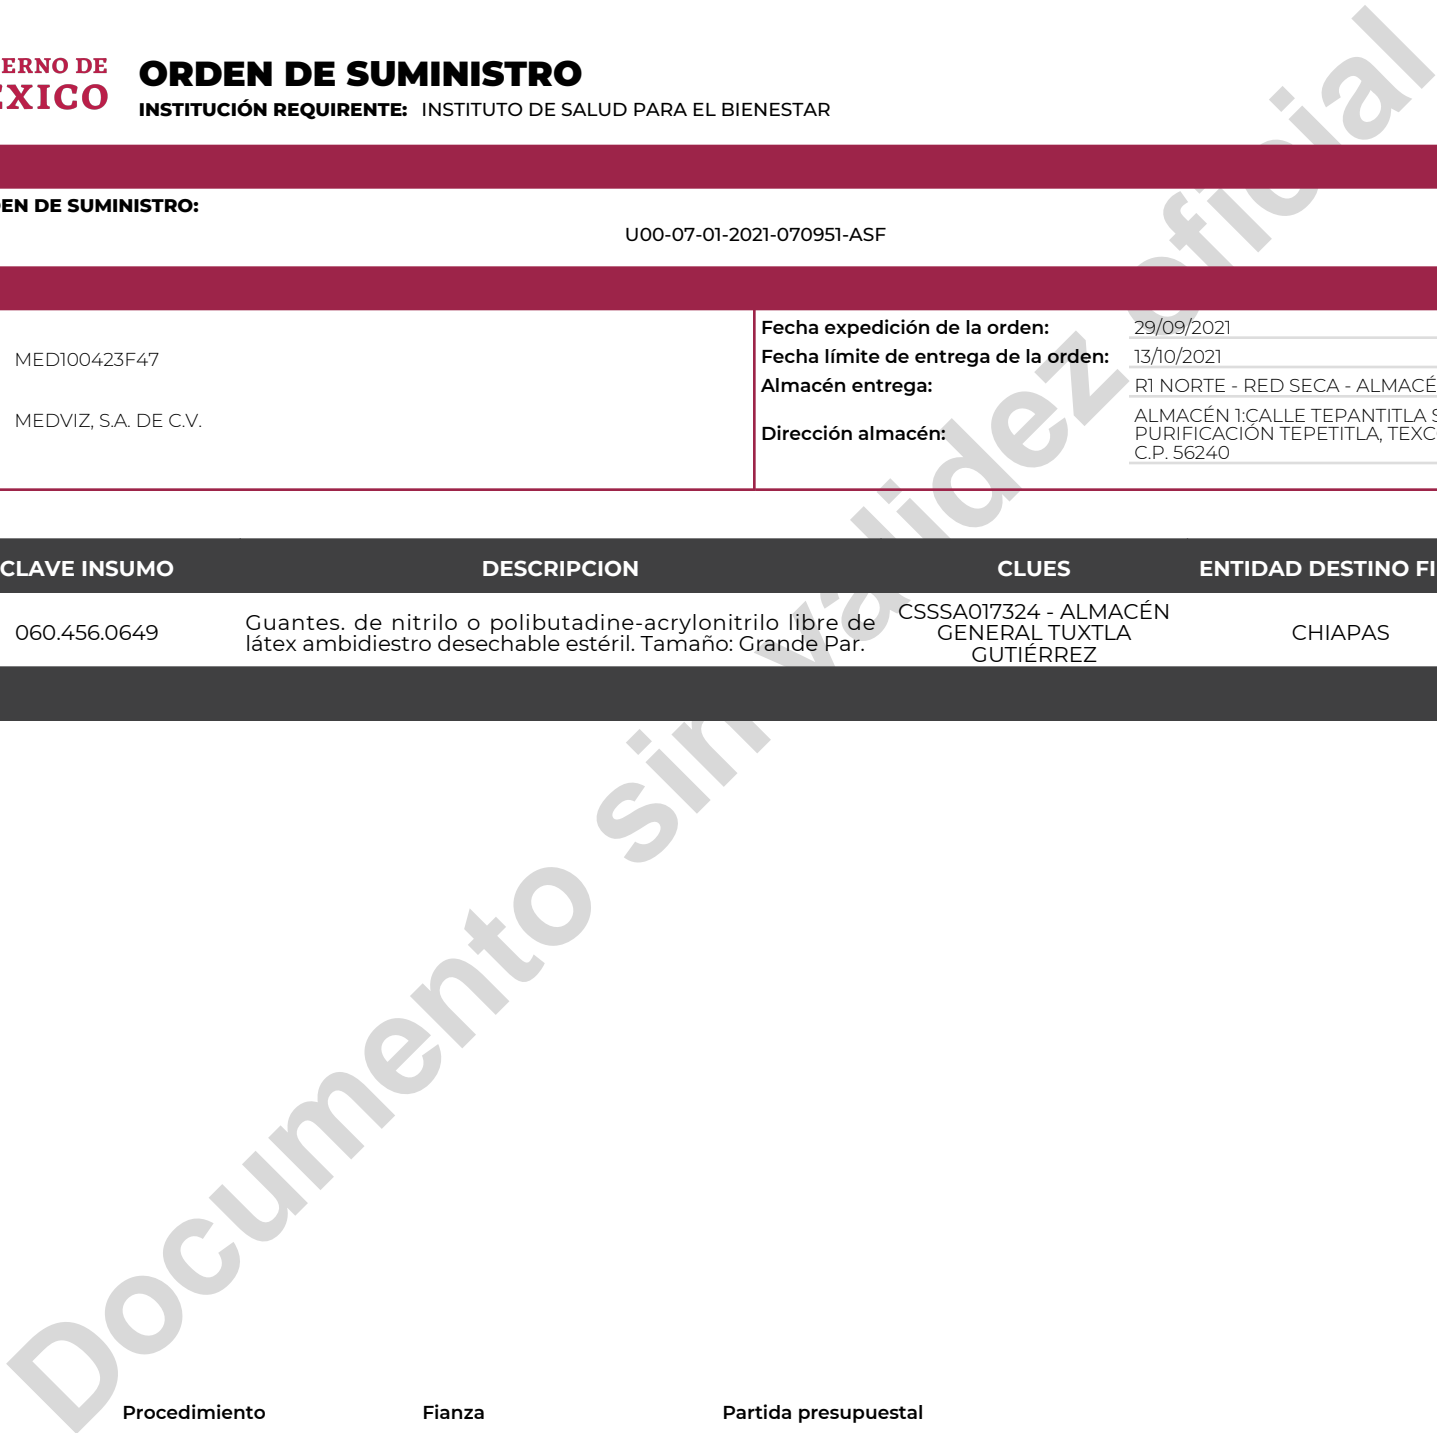 ERNO DE
EXICO
ORDEN DE SUMINISTRO
INSTITUCIÓN REQUIRENTE: INSTITUTO DE SALUD PARA EL BIENESTAR
EN DE SUMINISTRO:
U00-07-01-2021-070951-ASF
MED100423F47
MEDVIZ, S.A. DE C.V.
Fecha expedición de la orden: 29/09/2021
Fecha límite de entrega de la orden: 13/10/2021
Almacén entrega: R1 NORTE - RED SECA - ALMACÉ
Dirección almacén: ALMACÉN 1:CALLE TEPANTITLA S
PURIFICACIÓN TEPETITLA, TEXC
C.P. 56240
CLAVE INSUMO DESCRIPCION CLUES ENTIDAD DESTINO FI
060.456.0649
Guantes. de nitrilo o polibutadine-acrylonitrilo libre de
látex ambidiestro desechable estéril. Tamaño: Grande Par.
CSSSA017324 - ALMACÉN
GENERAL TUXTLA
GUTIÉRREZ
CHIAPAS
Documento sin validez oficial
Procedimiento Fianza Partida presupuestal